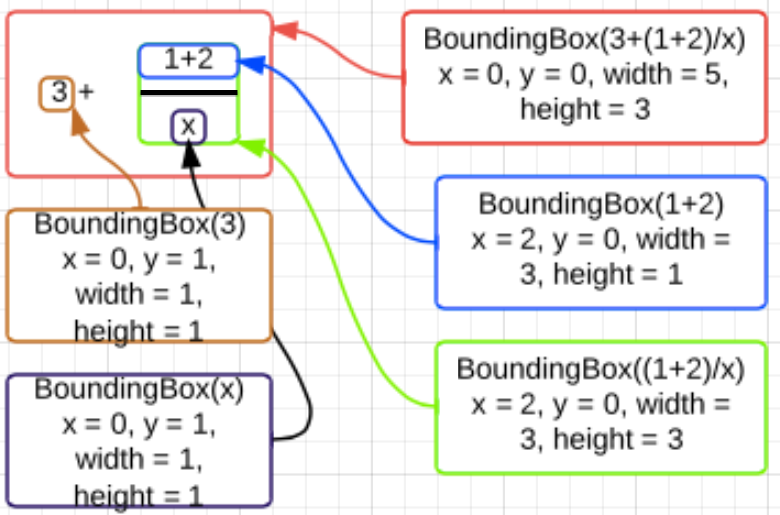 1+2
3 +
x
BoundingBox(3+(1+2)/x)
x = 0, y = 0, width = 5,
height = 3
BoundingBox(1+2)
x = 2, y = 0, width =
3, height = 1
BoundingBox(3)
x = 0, y = 1,
width = 1,
height = 1
BoundingBox((1+2)/x)
x = 2, y = 0, width =
3, height = 3
BoundingBox(x)
x = 0, y = 1,
width = 1,
height = 1